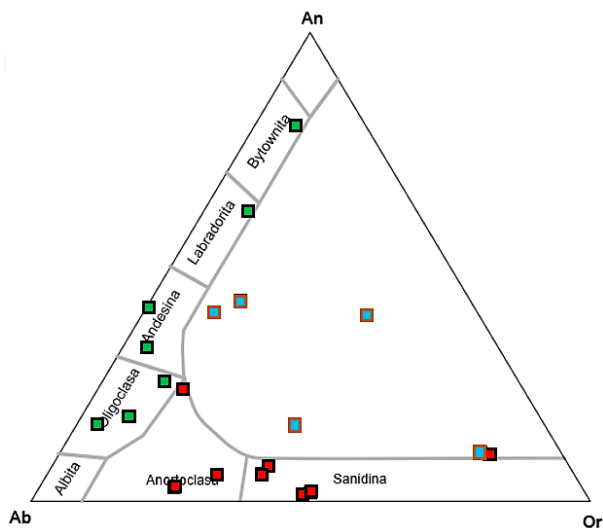 An
Bytownita
Labradorita
Andesina
Oligoclasa
Albita
Anortoclasa
Sanidina
Ab
Or